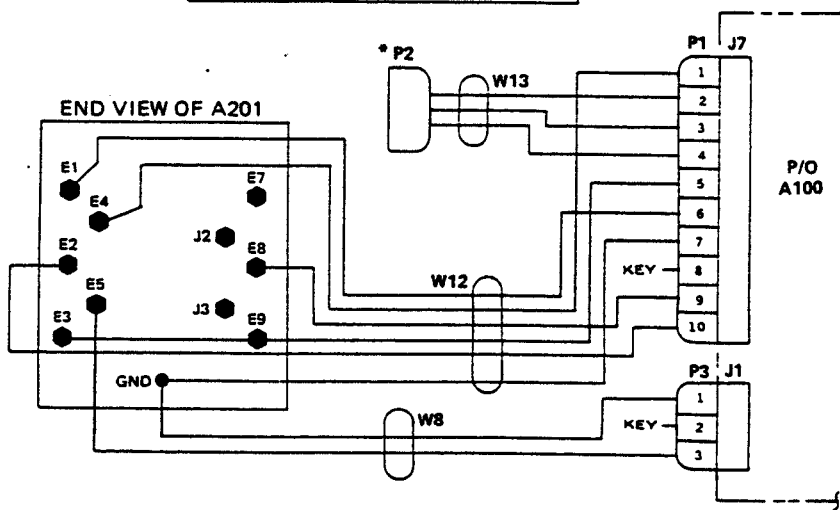 * P2
W13
P1 J7
1
2
3
4
5
6
7
KEY 8
9
10
P/O
A100
END VIEW OF A201
E1
E4
E7
E2
J2
E8
E5
J3
E3
E9
GND
W12
W8
P3 J1
1
KEY 2
3